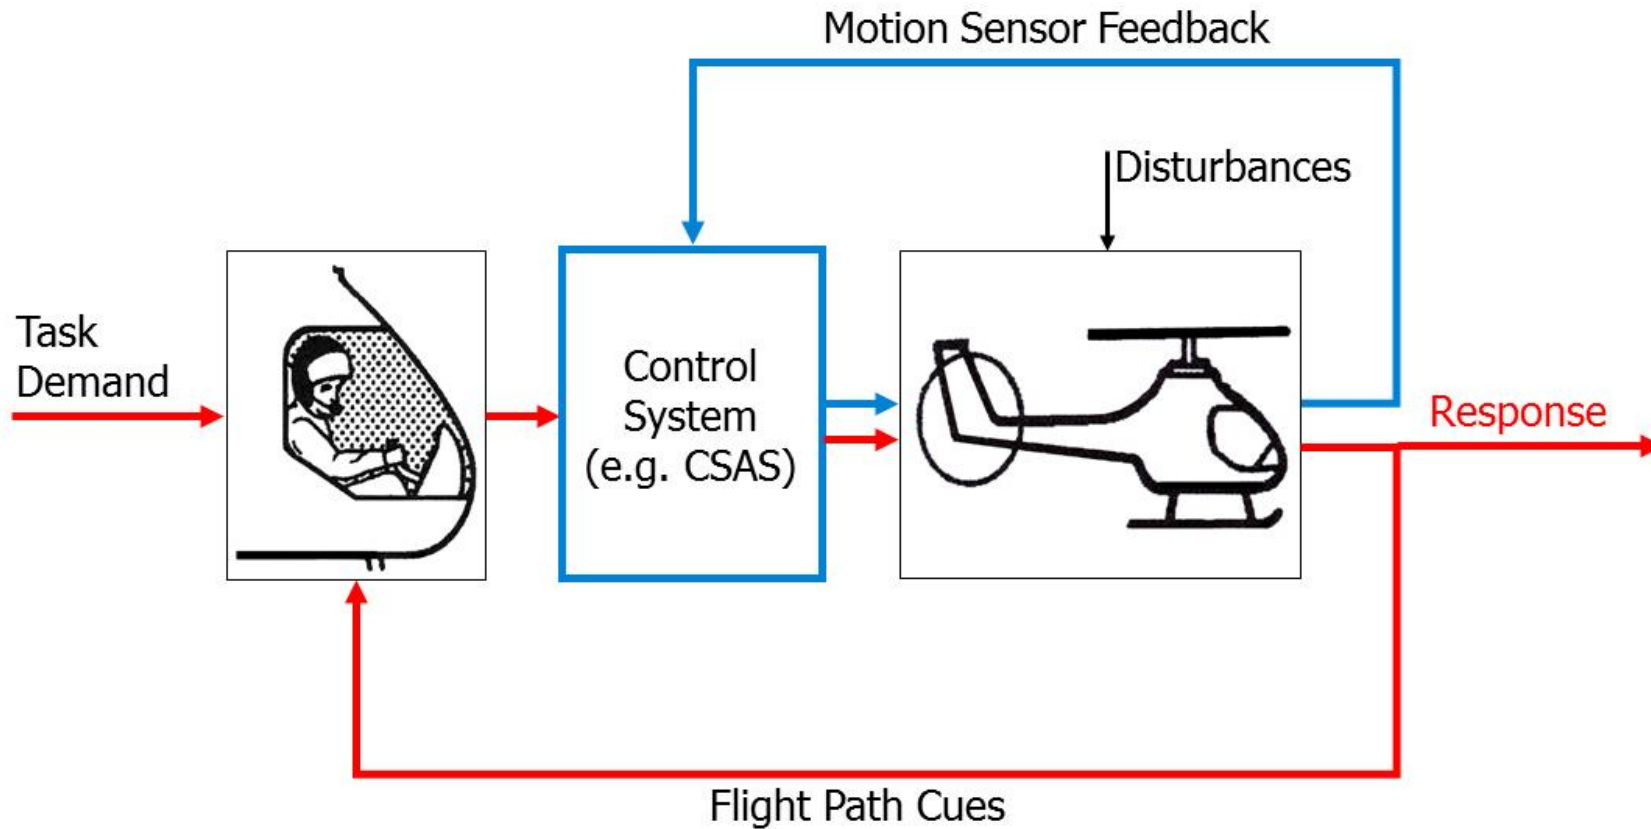 Motion Sensor Feedback
Disturbances
Task
Demand
Control
System
(e.g. CSAS)
Response
Flight Path Cues